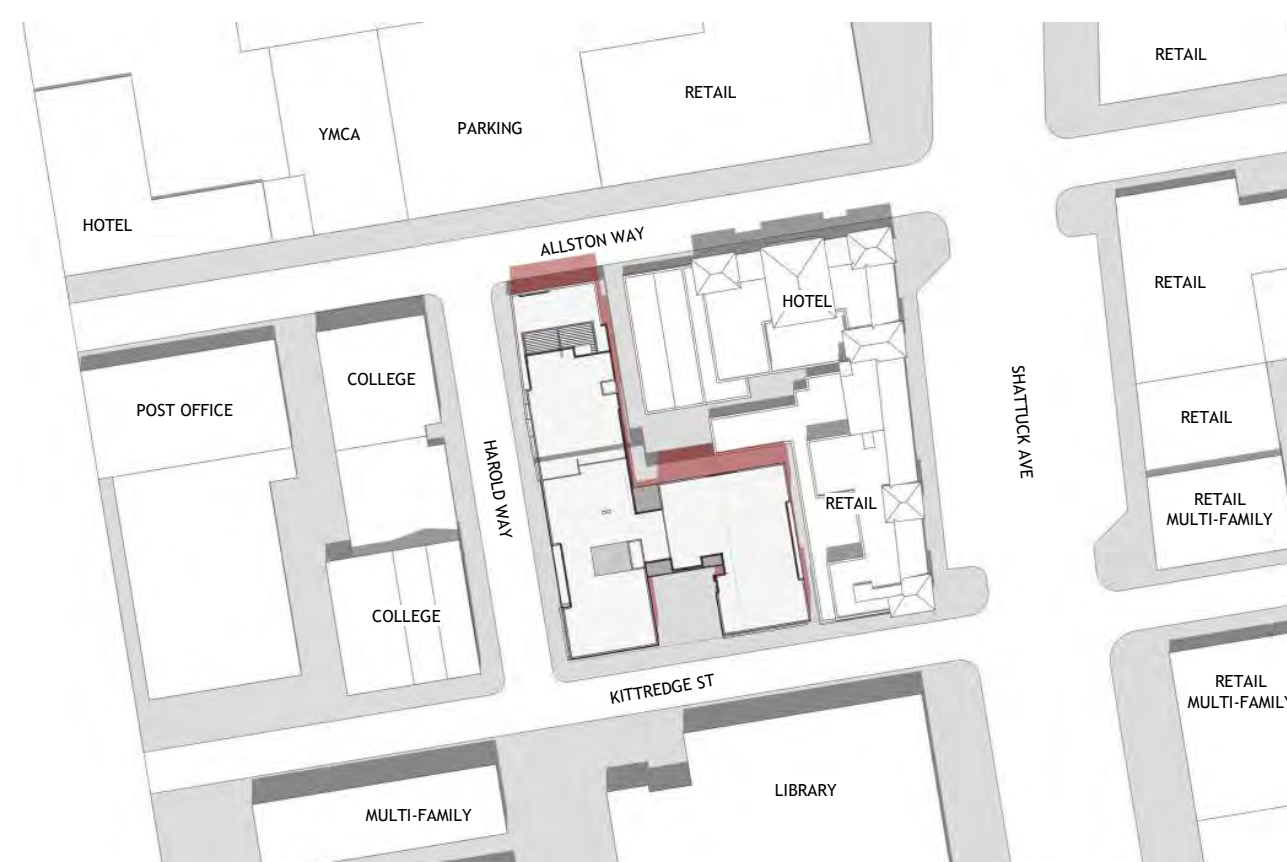 RETAIL
RETAIL
YMCA
PARKING
HOTEL
ALLSTON WAY
HOTEL
RETAIL
COLLEGE
POST OFFICE
SHATTUCK AVE
RETAIL
HAROLD WAY
RETAIL
RETAIL
MULTI-FAMILY
COLLEGE
KITTREDGE ST
RETAIL
MULTI-FAMILY
LIBRARY
MULTI-FAMILY